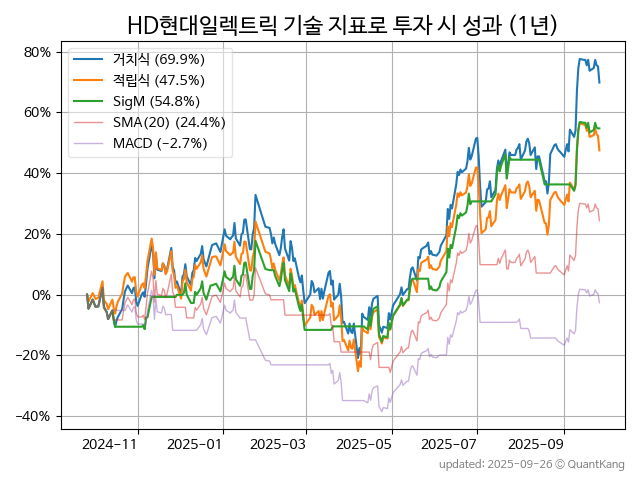 HD현대일렉트릭 기술 지표로 투자 시 성과 (1년)
거치식 (69.9%)
적립식 (47.5%)
SigM (54.8%)
SMA(20) (24.4%)
MACD (−2.7%)
80%
60%
40%
20%
0%
−20%
−40%
2024-11
2025-01
2025-03
2025-05
2025-07
2025-09
updated: 2025-09-26 © QuantKang